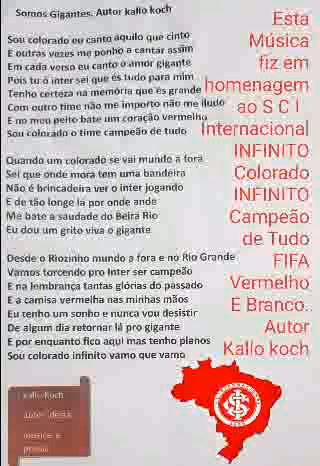 Somos Gigantes. Autor kallo koch
Sou colorado eu canto aquilo que cinto
E outras vezes me ponho a cantar assim
Em cada verso eu canto o amor gigante
Pois tu ó inter sei que és tudo para mim
Tenho certeza na memória que és grande
Com outro time não me importo não me iludo
E no meu peito bate um coração vermelho
Sou colorado o time campeão de tudo
Quando um colorado se vai mundo a fora
Sei que onde mora tem uma bandeira
Não é brincadeira ver o inter jogando
E de tão longe lá por onde ande
Me bate a saudade do Beira Rio
Eu dou um grito viva o gigante
Desde o Riozinho mundo a fora e no Rio Grande
Vamos torcendo pro Inter ser campeão
E na lembrança tantas glórias do passado
E a camisa vermelha nas minhas mãos
Eu tenho um sonho e nunca vou desistir
De algum dia retornar lá pro gigante
E por enquanto fico aqui mas tenho planos
Sou colorado infinito vamo que vamo
Esta
Música
fiz em
homenagem
ao S C I
Internacional
INFINITO
Colorado
INFINITO
Campeão
de Tudo
FIFA
Vermelho
E Branco..
Autor
Kallo koch
kallo Koch
autor desta
música e
poesia